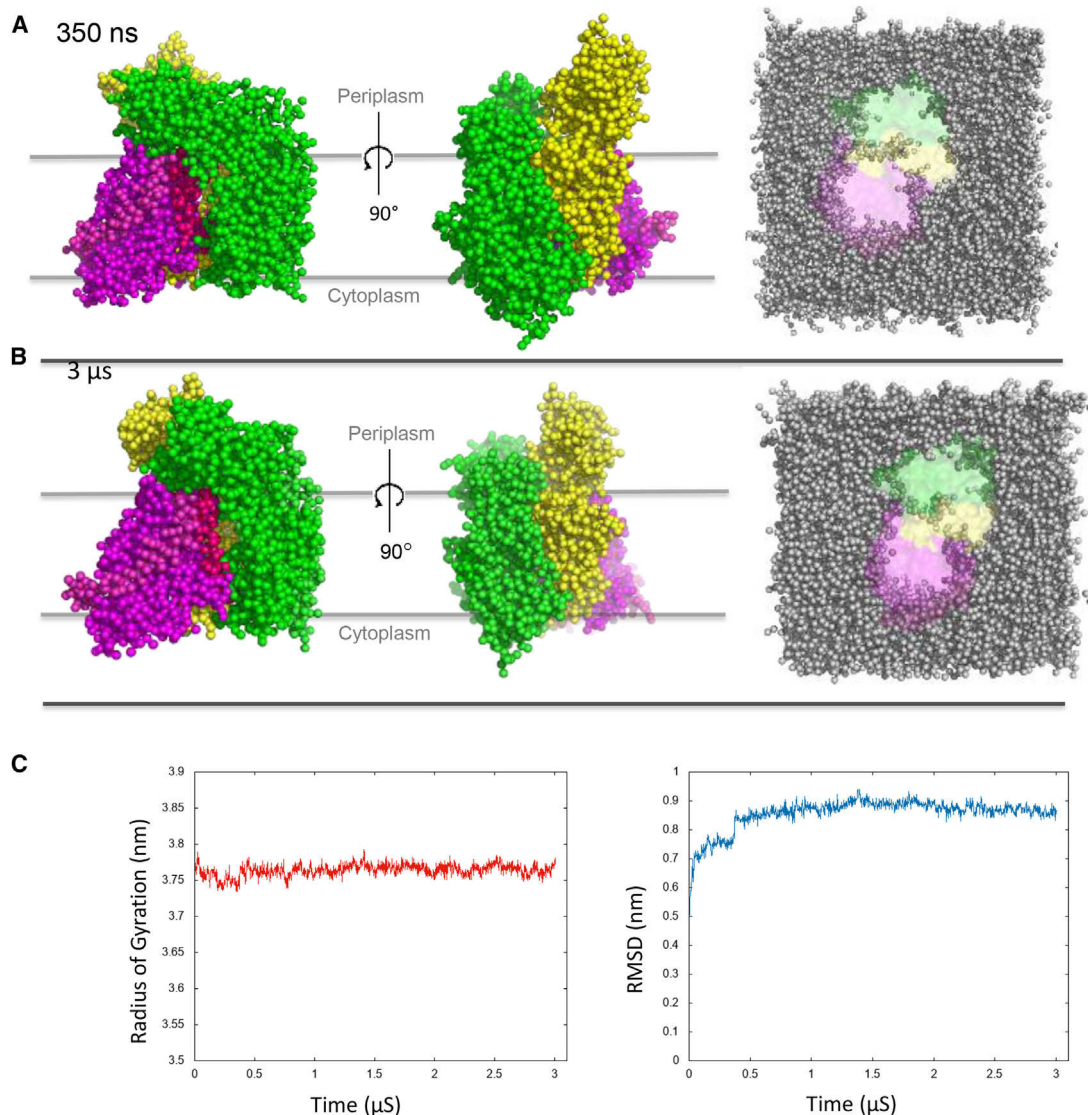 A
350 ns
Periplasm
90°
Cytoplasm
B
3 μs
Periplasm
90°
Cytoplasm
C
3.9
3.85
3.8
3.75
3.7
3.65
3.6
3.55
3.5
Radius of Gyration (nm)
0 0.5 1 1.5 2 2.5 3
Time (μS)
1
0.9
0.8
0.7
0.6
0.5
0.4
0.3
0.2
0.1
0
RMSD (nm)
0 0.5 1 1.5 2 2.5 3
Time (μS)